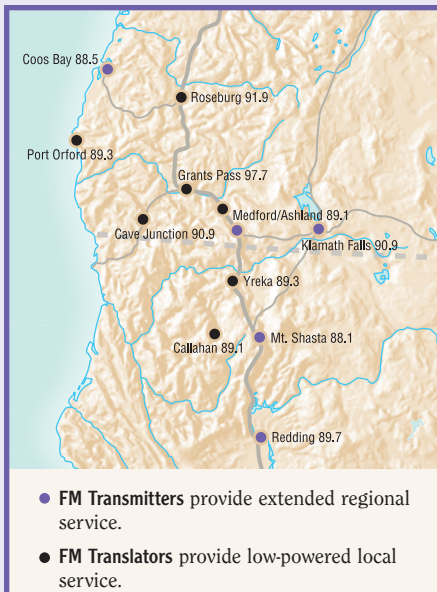 Coos Bay 88.5
Roseburg 91.9
Port Orford 89.3
Grants Pass 97.7
Medford/Ashland 89.1
Cave Junction 90.9
Klamath Falls 90.9
Yreka 89.3
Callahan 89.1
Mt. Shasta 88.1
Redding 89.7
FM Transmitters provide extended regional
service.
FM Translators provide low-powered local
service.